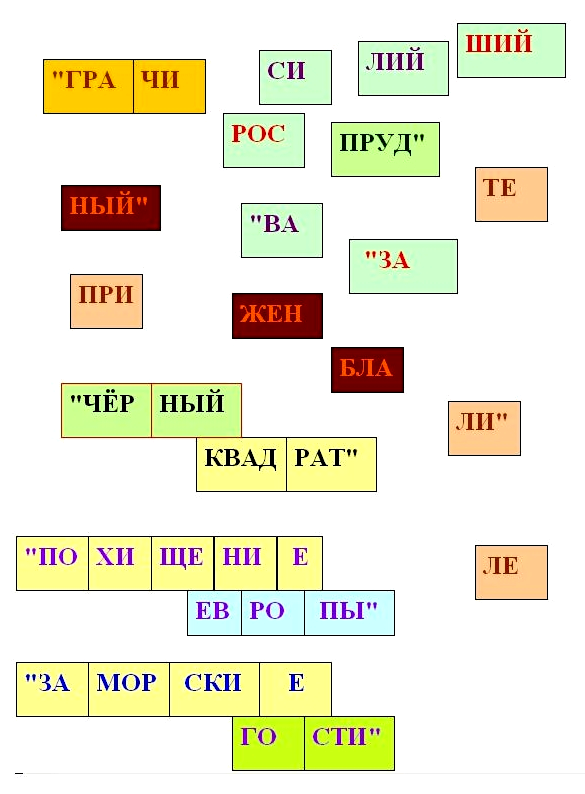 ШИЙ
ЛИЙ
СИ
"ГРА ЧИ
РОС
ПРУД"
ТЕ
НЫЙ"
"ВА
"ЗА
ПРИ
ЖЕН
БЛА
"ЧЁР НЫЙ
ЛИ"
КВАД РАТ"
"ПО ХИ ЩЕ НИ Е
ЛЕ
ЕВ РО ПЫ"
"ЗА МОР СКИ Е
ГО СТИ"